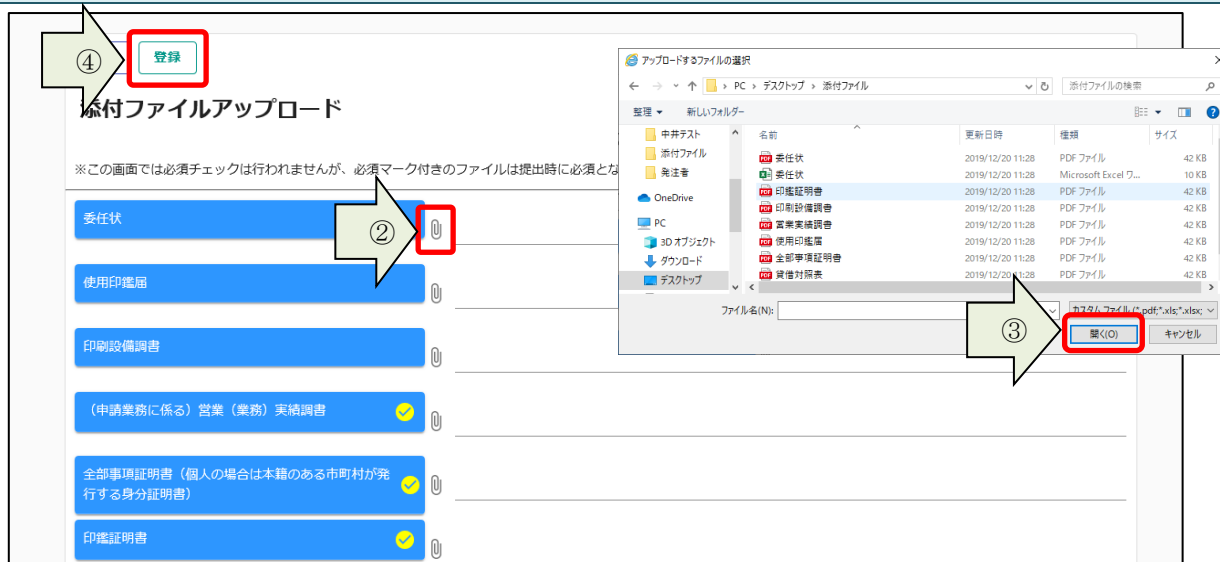 ④
登録
添付ファイルアップロード
※この画面では必須チェックは行われませんが、必須マーク付きのファイルは提出時に必須とな
委任状
②
使用印鑑届
印刷設備調書
（申請業務に係る）営業（業務）実績調書
全部事項証明書（個人の場合は本籍のある市町村が発
行する身分証明書）
印鑑証明書
アップロードするファイルの選択
PC › デスクトップ › 添付ファイル
添付ファイルの検索
整理 新しいフォルダー
中井テスト
添付ファイル
発注者
OneDrive
PC
3D オブジェクト
ダウンロード
デスクトップ
名前 更新日時 種類 サイズ
委任状 2019/12/20 11:28 PDF ファイル 42 KB
委任状 2019/12/20 11:28 Microsoft Excel ワ... 10 KB
印鑑証明書 2019/12/20 11:28 PDF ファイル 42 KB
印刷設備調書 2019/12/20 11:28 PDF ファイル 42 KB
営業実績調書 2019/12/20 11:28 PDF ファイル 42 KB
使用印鑑届 2019/12/20 11:28 PDF ファイル 42 KB
全部事項証明書 2019/12/20 11:28 PDF ファイル 42 KB
貸借対照表 2019/12/20 11:28 PDF ファイル 42 KB
ファイル名(N):
カスタム ファイル (*.pdf;*.xls;*.xlsx;
③
開く(O)
キャンセル